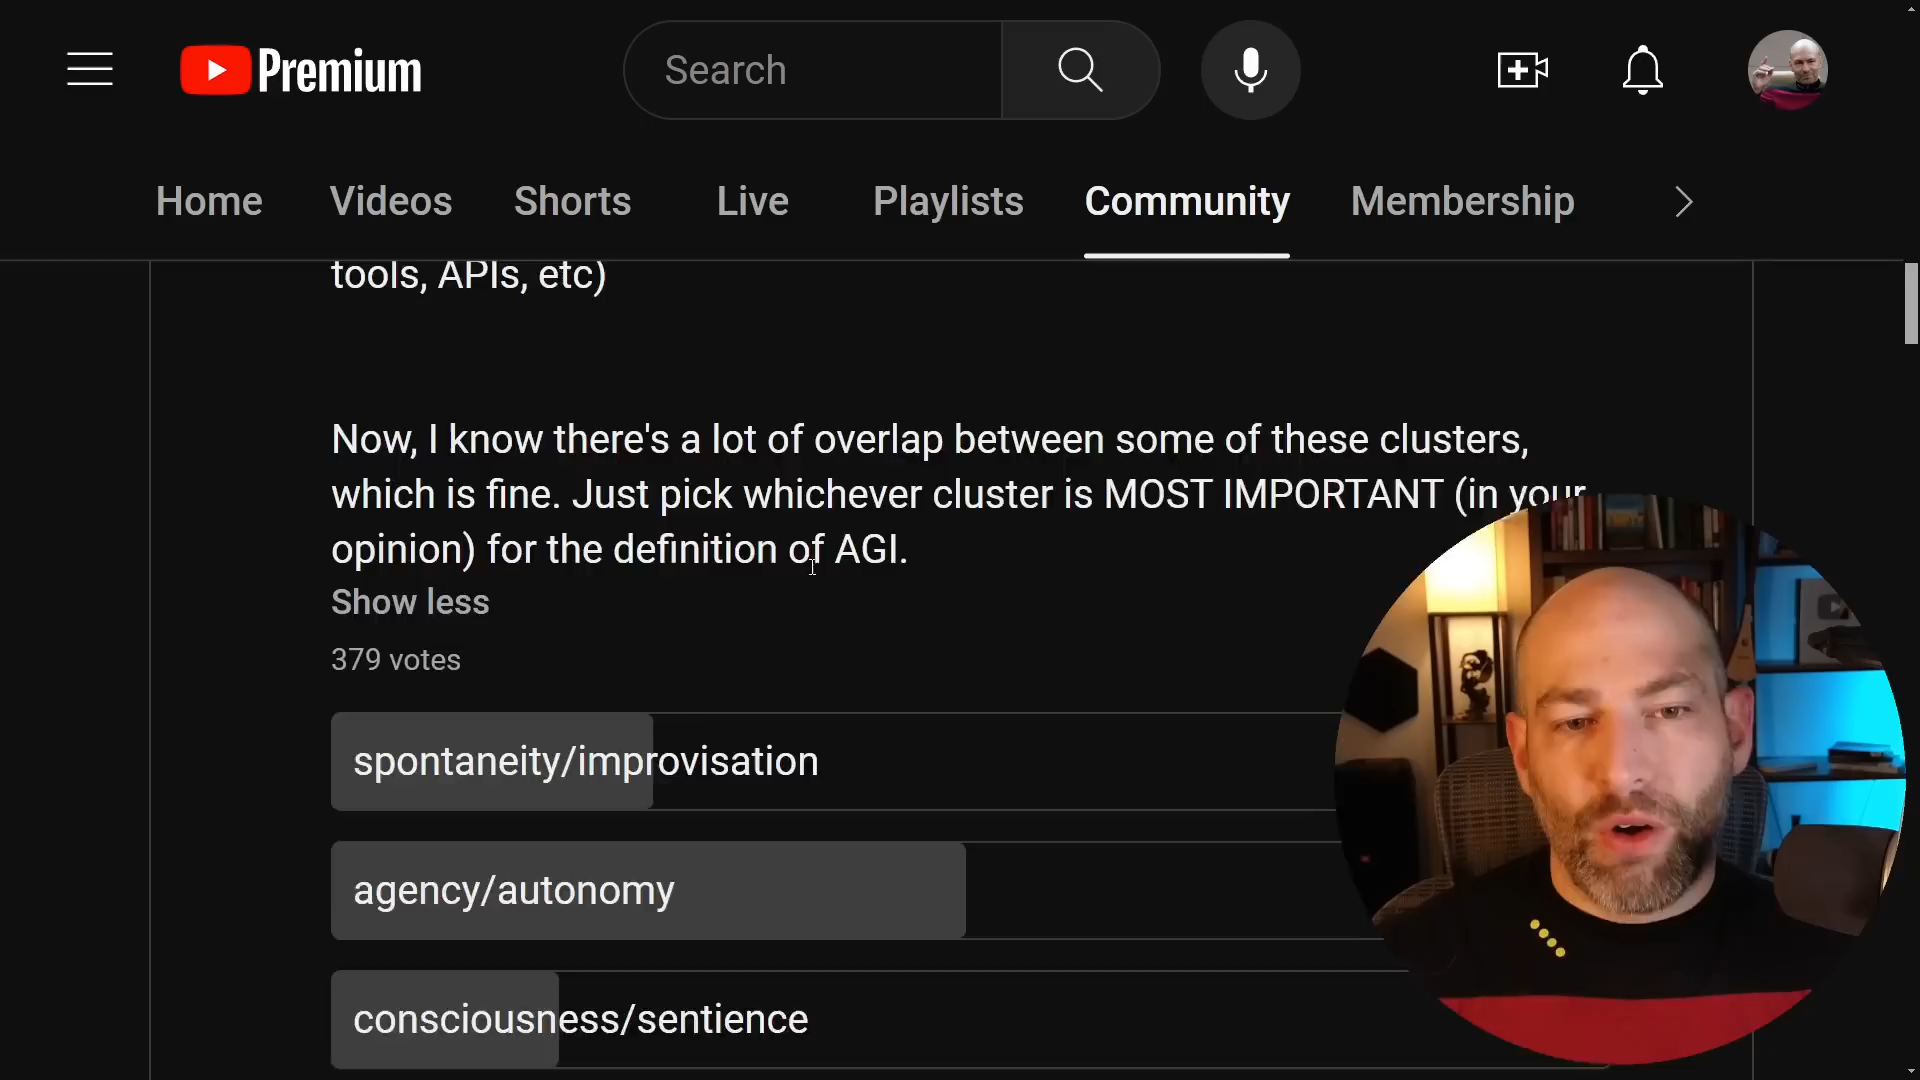 Premium
Search
Home Videos Shorts Live Playlists Community Membership
tools, APIs, etc)
Now, I know there's a lot of overlap between some of these clusters,
which is fine. Just pick whichever cluster is MOST IMPORTANT (in your
opinion) for the definition of AGI.
Show less
379 votes
spontaneity/improvisation
agency/autonomy
consciousness/sentience